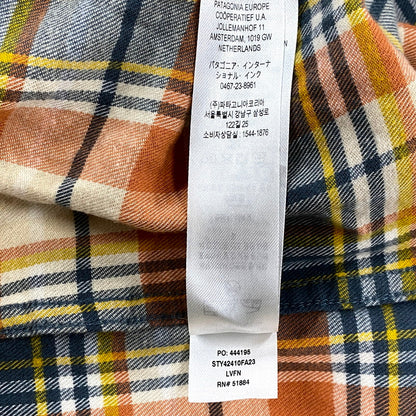 PATAGONIA EUROPE
COÖPERATIEF U.A.
JOLLEMANHOF 11
AMSTERDAM, 1019 GW
NETHERLANDS
パタゴニア・インターナ
ショナル・インク
0467-23-8961
(주)파타고니아코리아
서울특별시 강남구 삼성로
122길 25
소비자상담실 : 1544-1876
PO: 444195
STY42410FA23
LVFN
RN# 51884